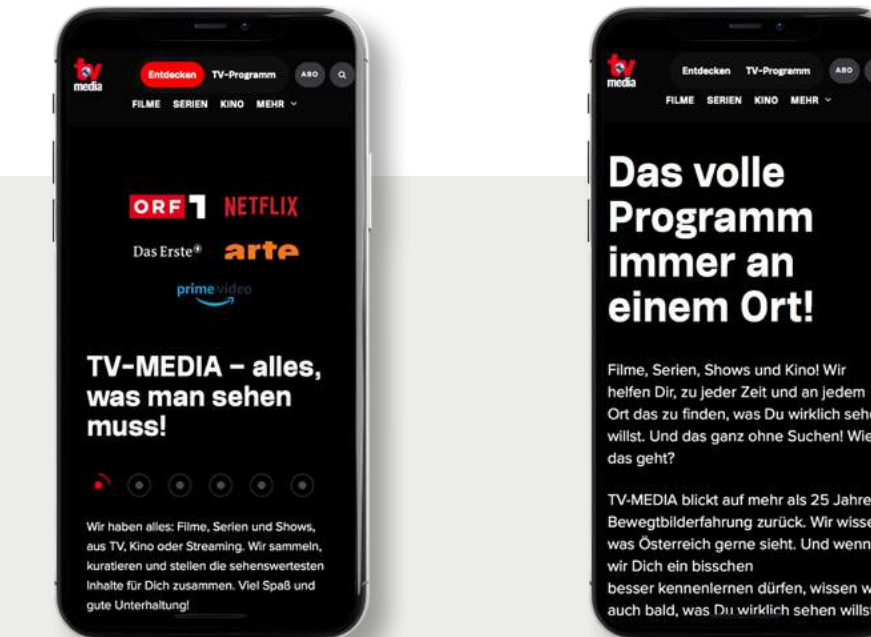 tv
media
Entdecken TV-Programm ABO
FILME SERIEN KINO MEHR
ORF 1 NETFLIX
Das Erste arte
prime video
TV-MEDIA – alles,
was man sehen
muss!
Wir haben alles: Filme, Serien und Shows,
aus TV, Kino oder Streaming. Wir sammeln,
kuratieren und stellen die sehenswertesten
Inhalte für Dich zusammen. Viel Spaß und
gute Unterhaltung!
tv
media
Entdecken TV-Programm ABO
FILME SERIEN KINO MEHR
Das volle
Programm
immer an
einem Ort!
Filme, Serien, Shows und Kino! Wir
helfen Dir, zu jeder Zeit und an jedem
Ort das zu finden, was Du wirklich
willst. Und das ganz ohne Suchen!
das geht?
TV-MEDIA blickt auf mehr als 25 Jahre
Bewegtbilderfahrung zurück. Wir
was Österreich gerne sieht. Und wenn
wir Dich ein bisschen
besser kennenlernen dürfen, wissen
auch bald, was Du wirklich sehen